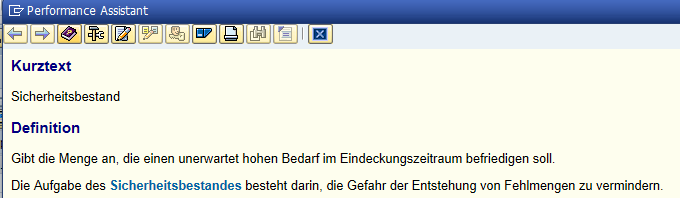 Performance Assistant
Kurztext
Sicherheitsbestand
Definition
Gibt die Menge an, die einen unerwartet hohen Bedarf im Eindeckungszeitraum befriedigen soll.
Die Aufgabe des Sicherheitsbestandes besteht darin, die Gefahr der Entstehung von Fehlmengen zu vermindern.